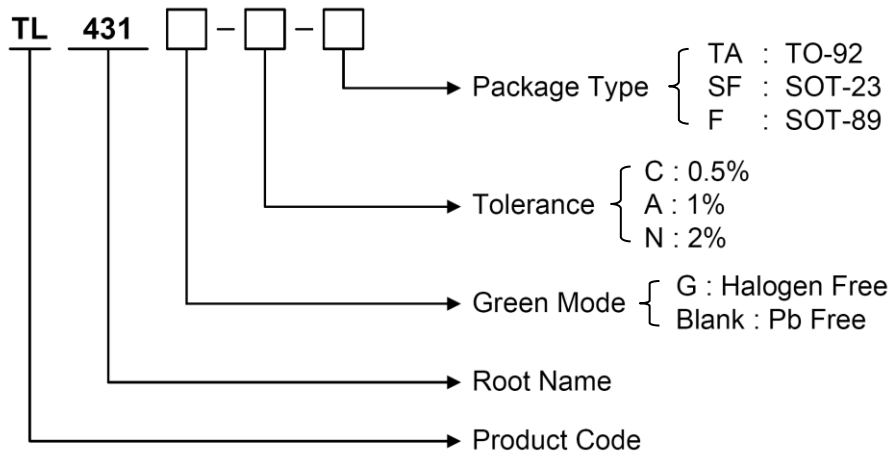 TL 431 – –
Package Type
TA : TO-92
SF : SOT-23
F : SOT-89
Tolerance
C : 0.5%
A : 1%
N : 2%
Green Mode
G : Halogen Free
Blank : Pb Free
Root Name
Product Code